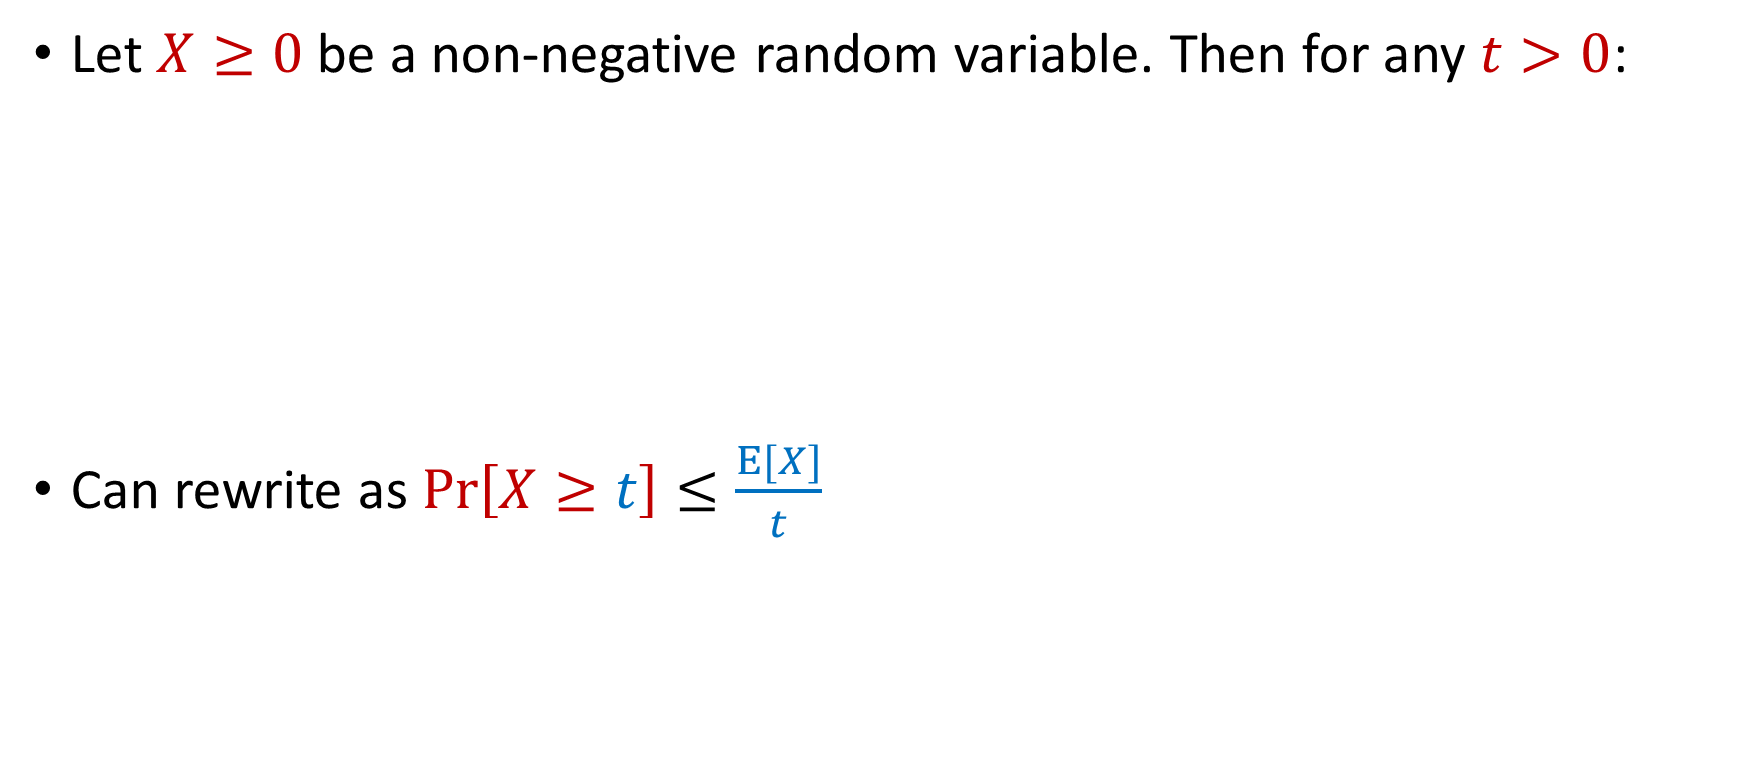 • Let X ≥ 0 be a non-negative random variable. Then for any t > 0:
• Can rewrite as Pr[X ≥ t] ≤ E[X]/t